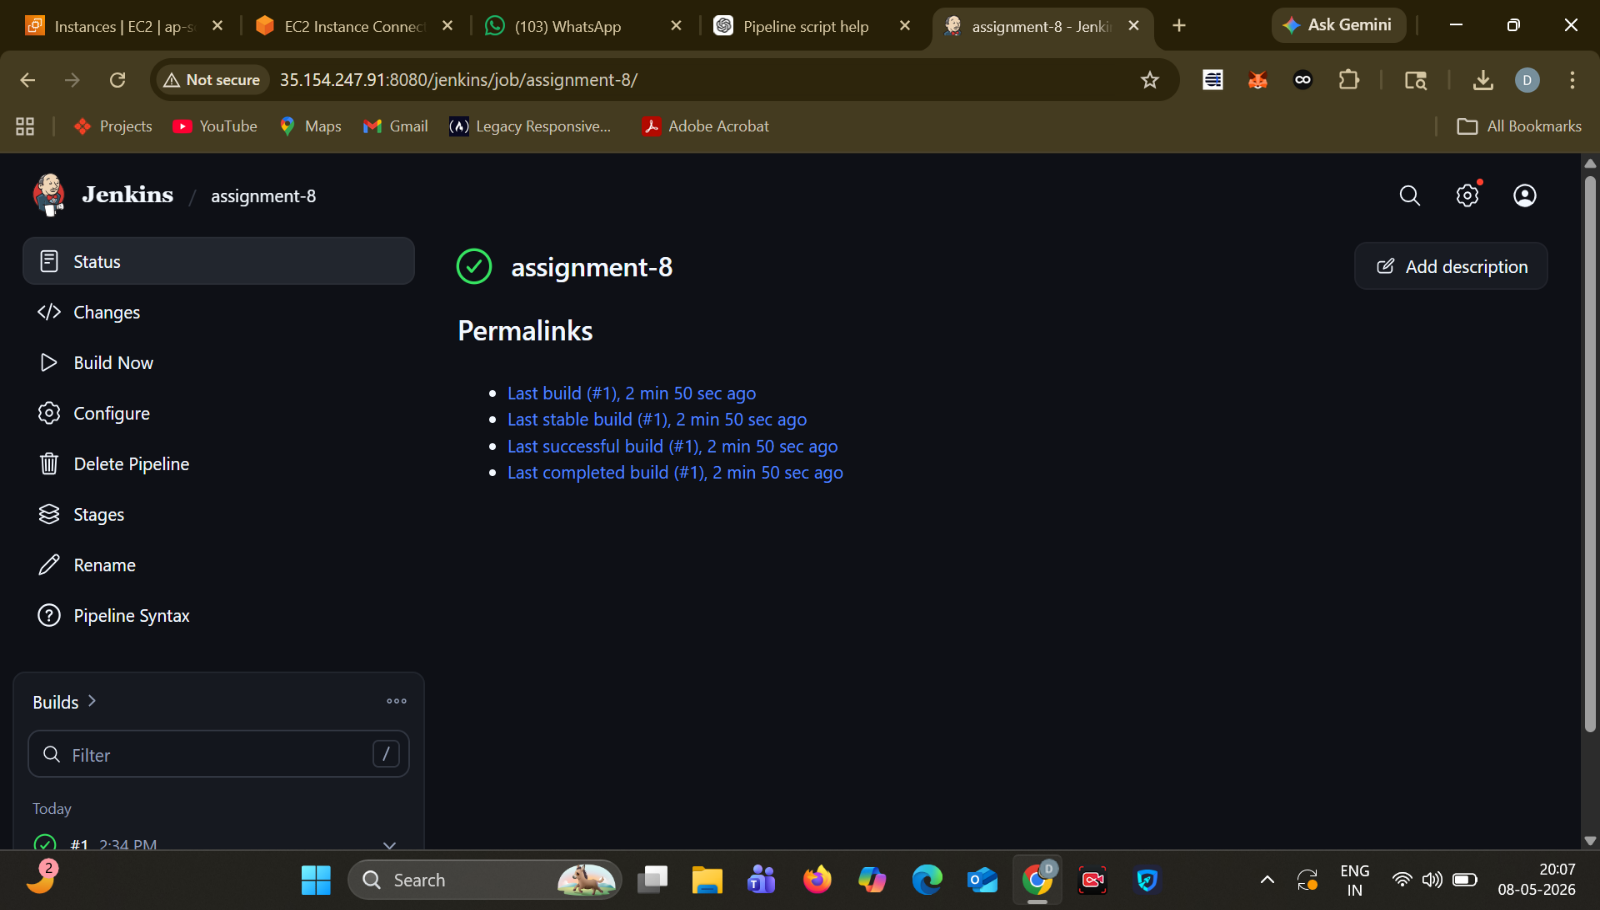 Instances | EC2 | ap-s
EC2 Instance Connect
(103) WhatsApp
Pipeline script help
assignment-8 - Jenki
Ask Gemini
Not secure
35.154.247.91:8080/jenkins/job/assignment-8/
D
Projects
YouTube
Maps
Gmail
Legacy Responsive...
Adobe Acrobat
All Bookmarks
Jenkins / assignment-8
Status
Changes
Build Now
Configure
Delete Pipeline
Stages
Rename
Pipeline Syntax
Builds
Filter
/
Today
#1 2:34 PM
assignment-8
Add description
Permalinks
Last build (#1), 2 min 50 sec ago
Last stable build (#1), 2 min 50 sec ago
Last successful build (#1), 2 min 50 sec ago
Last completed build (#1), 2 min 50 sec ago
2
Search
D
ENG
IN
20:07
08-05-2026